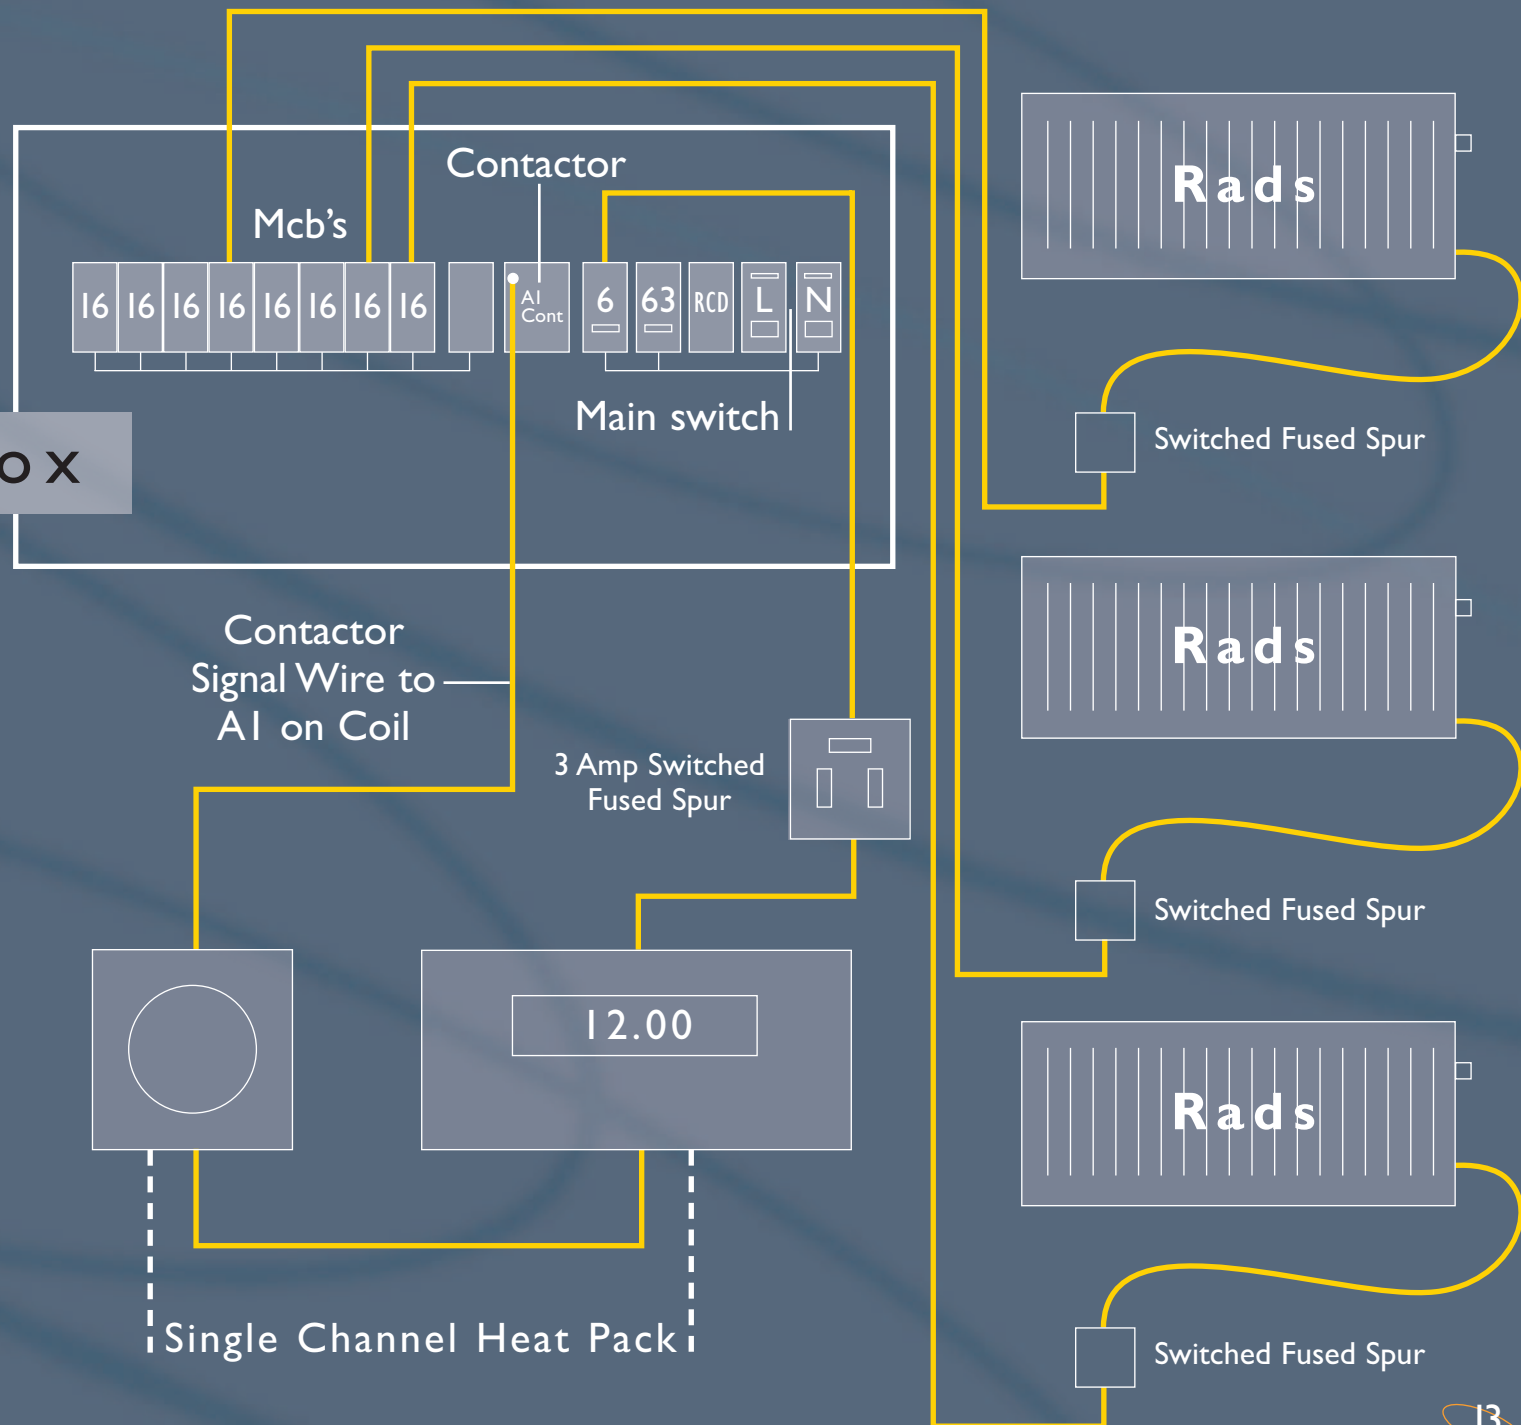 Contactor
Mcb's
16 16 16 16 16 16 16 16
A1
Cont
6 63 RCD L N
Main switch
ox
Rads
Switched Fused Spur
Contactor
Signal Wire to
A1 on Coil
3 Amp Switched
Fused Spur
Rads
Switched Fused Spur
12.00
Rads
Single Channel Heat Pack
Switched Fused Spur
13